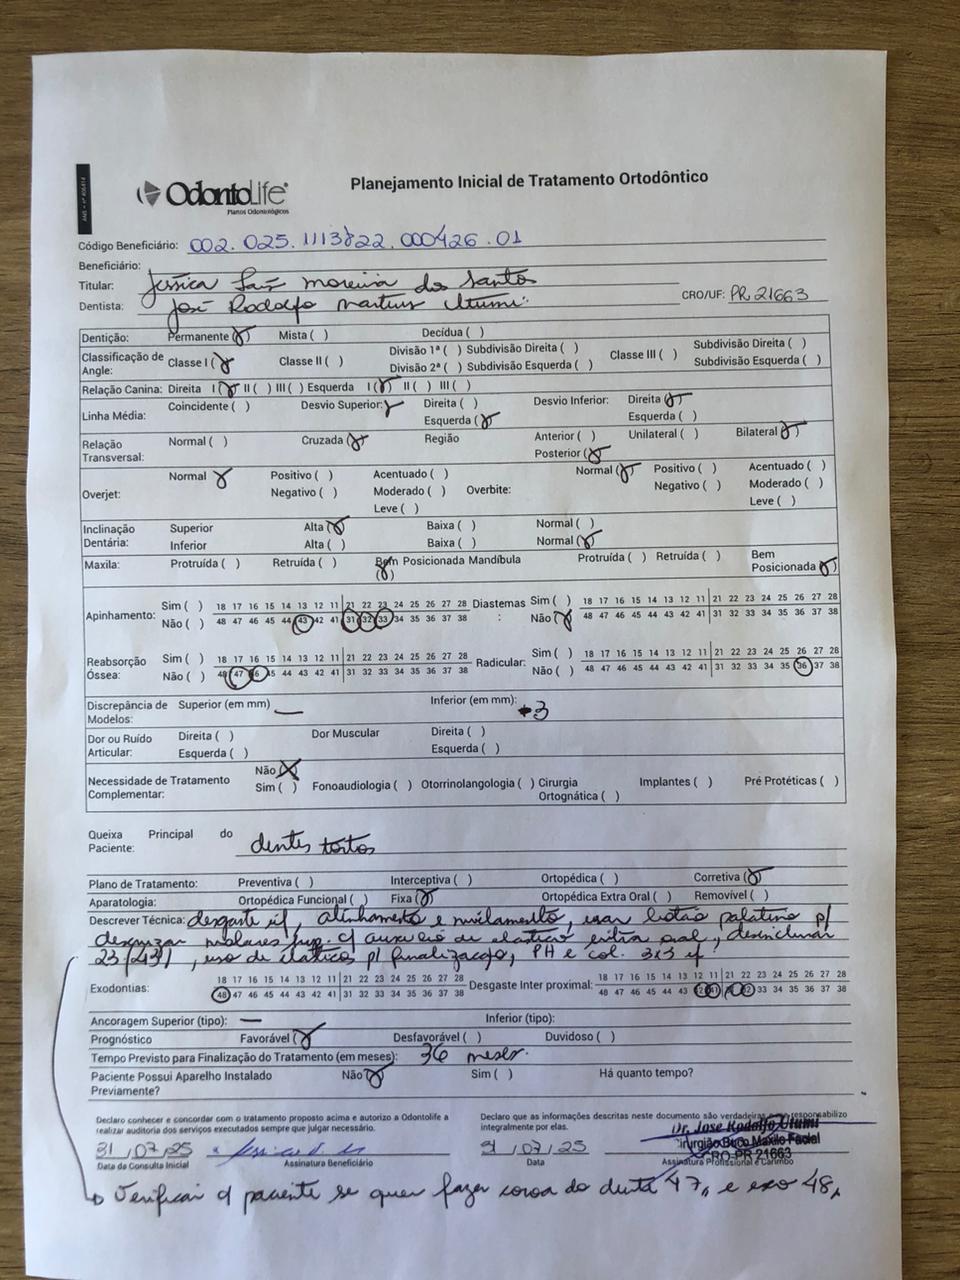 ANS - nº 406414
OdontoLife®
Planos Odontológicos
Planejamento Inicial de Tratamento Ortodôntico
Código Beneficiário: 002.025.1113822.000426.01
Beneficiário:
Titular: Jéssica Laís Moreira dos Santos
Dentista: José Rodolfo Martins Utumi CRO/UF: PR 21663
Dentição: Permanente (X) Mista ( ) Decídua ( )
Classificação de Angle: Classe I (X) Classe II ( ) Divisão 1ª ( ) Subdivisão Direita ( ) Classe III ( ) Subdivisão Direita ( )
Divisão 2ª ( ) Subdivisão Esquerda ( ) Subdivisão Esquerda ( )
Relação Canina: Direita I (X) II ( ) III ( ) Esquerda I (X) II ( ) III ( )
Linha Média: Coincidente ( ) Desvio Superior: Direita ( ) Desvio Inferior: Direita (X)
Esquerda (X) Esquerda ( )
Relação Transversal: Normal ( ) Cruzada (X) Região Anterior ( ) Unilateral ( ) Bilateral (X)
Posterior (X)
Overjet: Normal X Positivo ( ) Acentuado ( ) Overbite: Normal (X) Positivo ( ) Acentuado ( )
Negativo ( ) Moderado ( ) Negativo ( ) Moderado ( )
Leve ( ) Leve ( )
Inclinação Dentária: Superior Alta (X) Baixa ( ) Normal ( )
Inferior Alta ( ) Baixa ( ) Normal (X)
Maxila: Protruída ( ) Retruída ( ) Bem Posicionada (X) Mandíbula Protruída ( ) Retruída ( ) Bem Posicionada (X)
Apinhamento: Sim ( ) 18 17 16 15 14 13 12 11 21 22 23 24 25 26 27 28 Diastemas: Sim ( ) 18 17 16 15 14 13 12 11 21 22 23 24 25 26 27 28
Não ( ) 48 47 46 45 44 43 42 41 31 32 33 34 35 36 37 38 Não (X) 48 47 46 45 44 43 42 41 31 32 33 34 35 36 37 38
Reabsorção Óssea: Sim ( ) 18 17 16 15 14 13 12 11 21 22 23 24 25 26 27 28 Radicular: Sim ( ) 18 17 16 15 14 13 12 11 21 22 23 24 25 26 27 28
Não ( ) 48 47 46 45 44 43 42 41 31 32 33 34 35 36 37 38 Não ( ) 48 47 46 45 44 43 42 41 31 32 33 34 35 36 37 38
Discrepância de Modelos: Superior (em mm) — Inferior (em mm): -3
Dor ou Ruído Articular: Direita ( ) Dor Muscular Direita ( )
Esquerda ( ) Esquerda ( )
Necessidade de Tratamento Complementar: Não (X)
Sim ( ) Fonoaudiologia ( ) Otorrinolangologia ( ) Cirurgia Ortognática ( ) Implantes ( ) Pré Protéticas ( )
Queixa Principal do Paciente: dentes tortos
Plano de Tratamento: Preventiva ( ) Interceptiva ( ) Ortopédica ( ) Corretiva (X)
Aparatologia: Ortopédica Funcional ( ) Fixa (X) Ortopédica Extra Oral ( ) Removível ( )
Descrever Técnica: desgaste if, alinhamento e nivelamento, usar botão palatino p/
descruzar molares sup. c/ auxílio de elástico intra oral, desinclinar
23/43, uso de elásticos p/ finalização, PH e col. 3x3 if
Exodontias: 18 17 16 15 14 13 12 11 21 22 23 24 25 26 27 28 Desgaste Inter proximal: 18 17 16 15 14 13 12 11 21 22 23 24 25 26 27 28
48 47 46 45 44 43 42 41 31 32 33 34 35 36 37 38 48 47 46 45 44 43 42 41 31 32 33 34 35 36 37 38
Ancoragem Superior (tipo): — Inferior (tipo):
Prognóstico Favorável (X) Desfavorável ( ) Duvidoso ( )
Tempo Previsto para Finalização do Tratamento (em meses): 36 meses.
Paciente Possui Aparelho Instalado Previamente? Não (X) Sim ( ) Há quanto tempo?
Declaro conhecer e concordar com o tratamento proposto acima e autorizo a Odontolife a realizar auditoria dos serviços executados sempre que julgar necessário.
Declaro que as informações descritas neste documento são verdadeiras e me responsabilizo integralmente por elas.
Dr. Jose Rodolfo Utumi
Cirurgião Buco Maxilo Facial
CRO-PR 21663
31/07/25
31/07/25
Data da Consulta Inicial Assinatura Beneficiário Data Assinatura Profissional e Carimbo
Verificar c/ paciente se quer fazer coroa do dente 47, e exo 48,